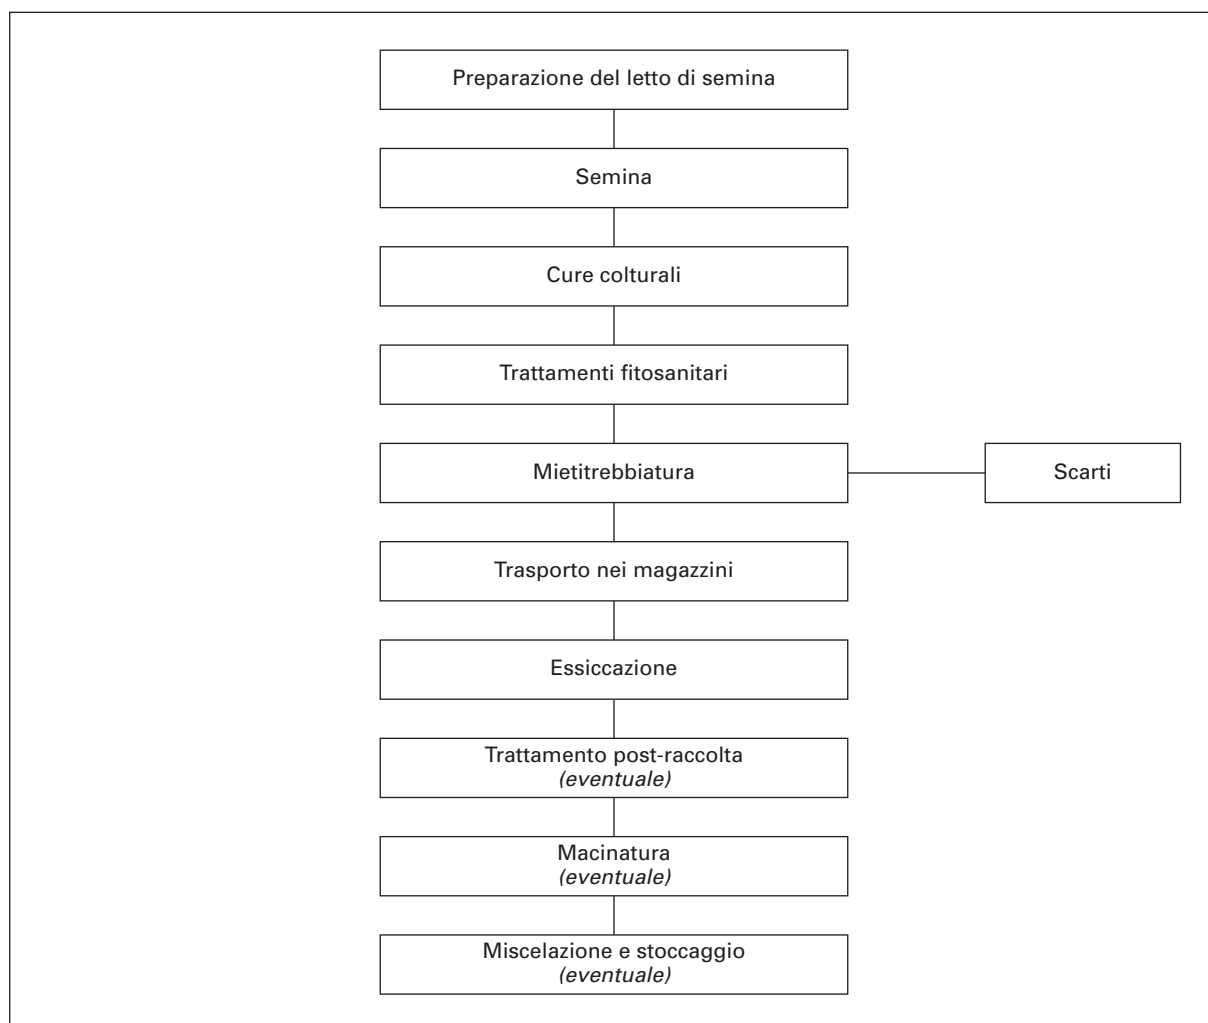 Preparazione del letto di semina
Semina
Cure colturali
Trattamenti fitosanitari
Mietitrebbiatura
Scarti
Trasporto nei magazzini
Essiccazione
Trattamento post-raccolta
(eventuale)
Macinatura
(eventuale)
Miscelazione e stoccaggio
(eventuale)